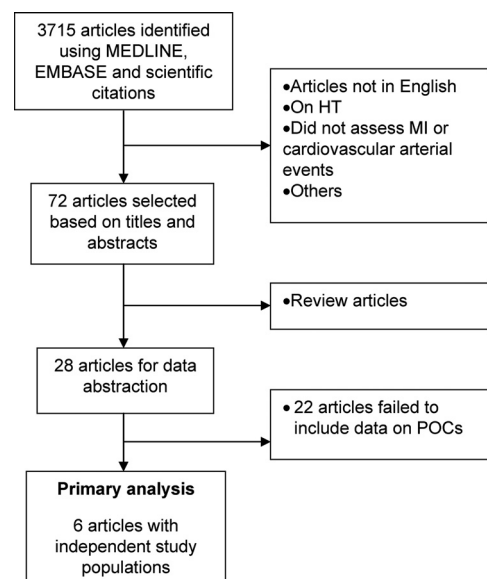 3715 articles identified
using MEDLINE,
EMBASE and scientific
citations
•Articles not in English
•On HT
•Did not assess MI or
cardiovascular arterial
events
•Others
72 articles selected
based on titles and
abstracts
•Review articles
28 articles for data
abstraction
• 22 articles failed to
include data on POCs
Primary analysis
6 articles with
independent study
populations